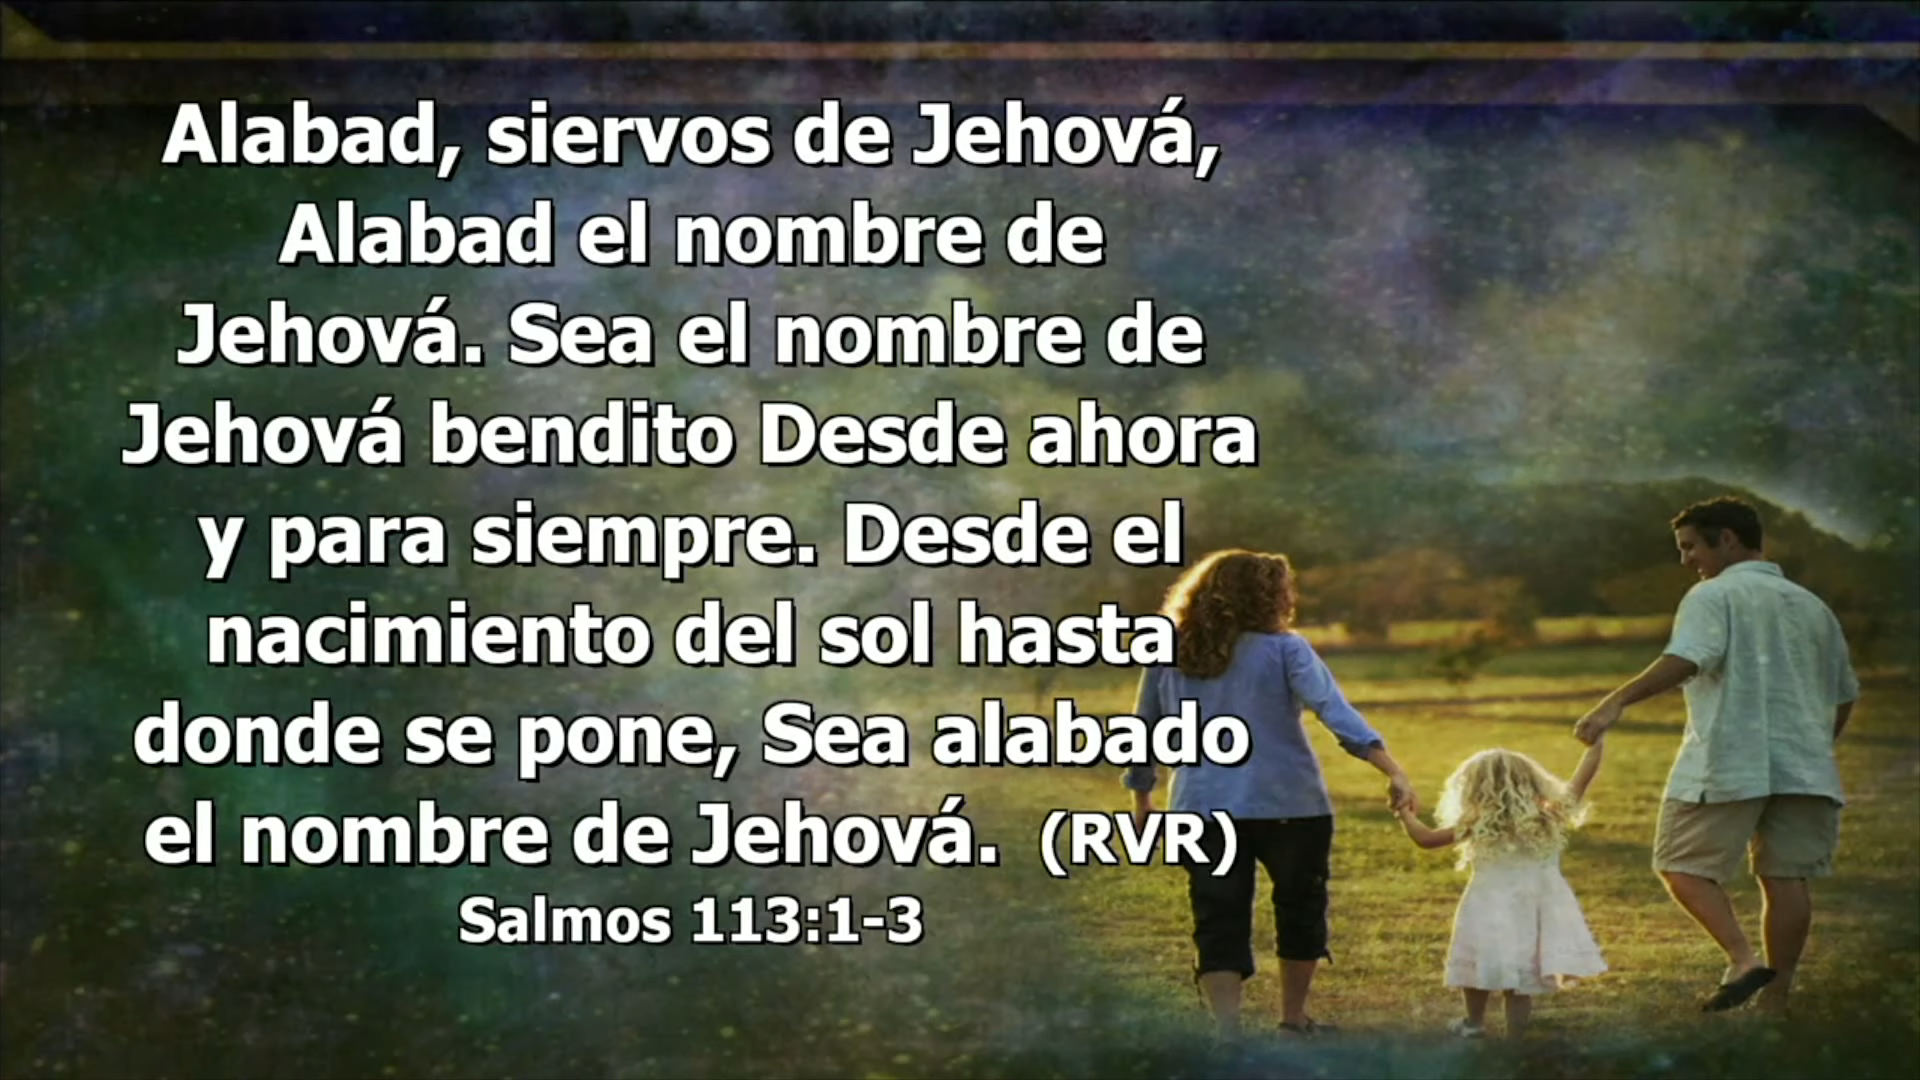 Alabad, siervos de Jehová,
Alabad el nombre de
Jehová. Sea el nombre de
Jehová bendito Desde ahora
y para siempre. Desde el
nacimiento del sol hasta
donde se pone, Sea alabado
el nombre de Jehová. (RVR)
Salmos 113:1-3